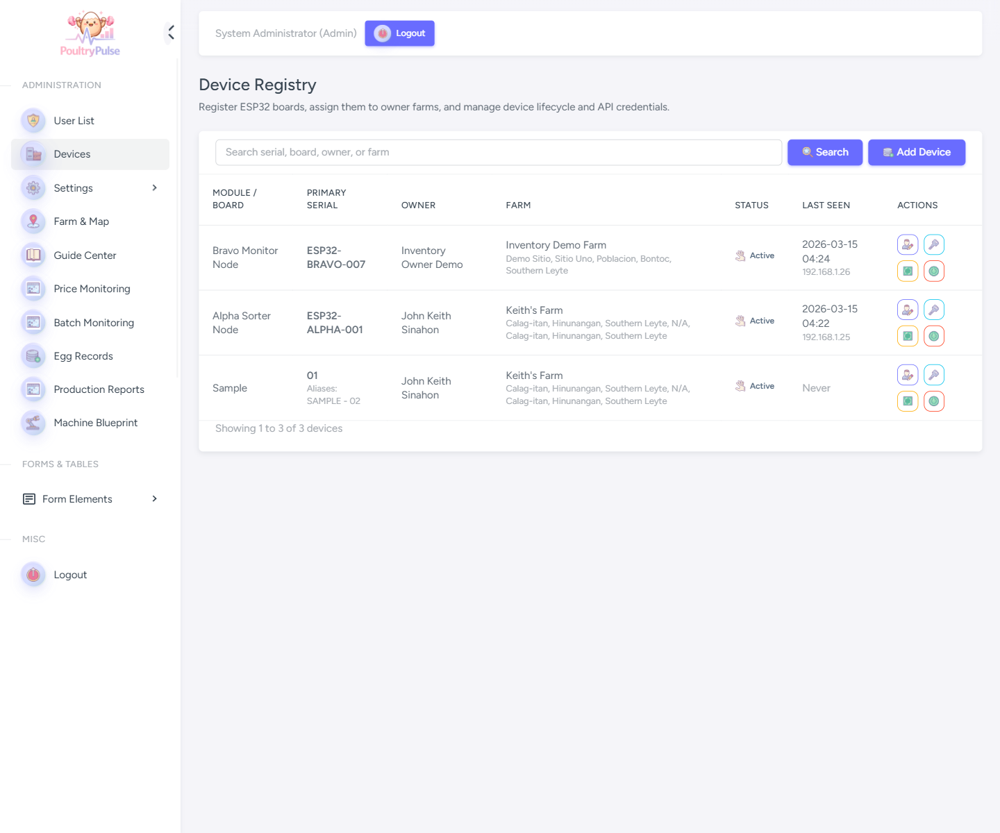 PoultryPulse
ADMINISTRATION
User List
Devices
Settings
Farm & Map
Guide Center
Price Monitoring
Batch Monitoring
Egg Records
Production Reports
Machine Blueprint
FORMS & TABLES
Form Elements
MISC
Logout
System Administrator (Admin)
Logout
Device Registry
Register ESP32 boards, assign them to owner farms, and manage device lifecycle and API credentials.
Search serial, board, owner, or farm
Search
Add Device
MODULE /
BOARD
PRIMARY
SERIAL
OWNER
FARM
STATUS
LAST SEEN
ACTIONS
Bravo Monitor
Node
ESP32-
BRAVO-007
Inventory
Owner Demo
Inventory Demo Farm
Demo Sitio, Sitio Uno, Poblacion, Bontoc,
Southern Leyte
Active
2026-03-15
04:24
192.168.1.26
Alpha Sorter
Node
ESP32-
ALPHA-001
John Keith
Sinahon
Keith's Farm
Calag-itan, Hinunangan, Southern Leyte, N/A,
Calag-itan, Hinunangan, Southern Leyte
Active
2026-03-15
04:22
192.168.1.25
Sample
01
Aliases:
SAMPLE - 02
John Keith
Sinahon
Keith's Farm
Calag-itan, Hinunangan, Southern Leyte, N/A,
Calag-itan, Hinunangan, Southern Leyte
Active
Never
Showing 1 to 3 of 3 devices